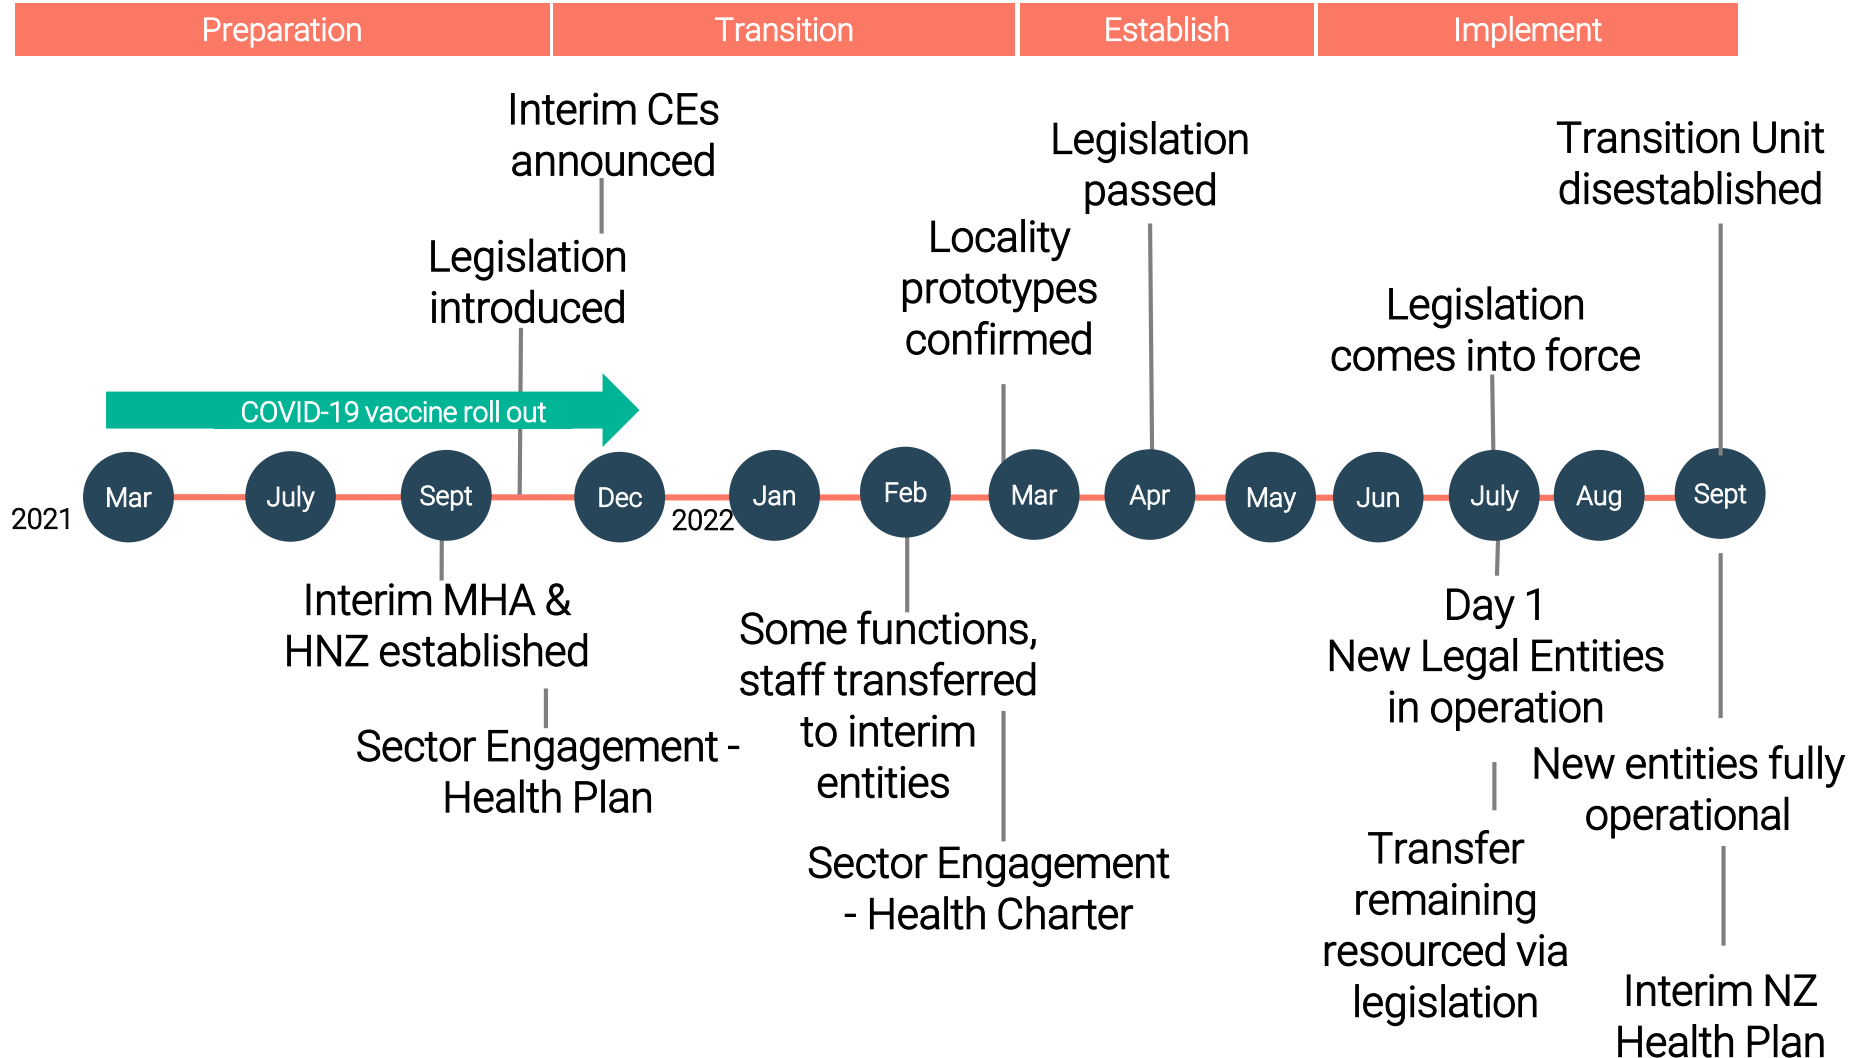 Preparation
Transition
Establish
Implement
Interim CEs
announced
Legislation
introduced
Locality
prototypes
confirmed
Legislation
passed
Legislation
comes into force
Transition Unit
disestablished
COVID-19 vaccine roll out
2021
Mar
July
Sept
Dec
2022
Jan
Feb
Mar
Apr
May
Jun
July
Aug
Sept
Interim MHA &
HNZ established
Sector Engagement -
Health Plan
Some functions,
staff transferred
to interim
entities
Sector Engagement
- Health Charter
Day 1
New Legal Entities
in operation
Transfer
remaining
resourced via
legislation
New entities fully
operational
Interim NZ
Health Plan